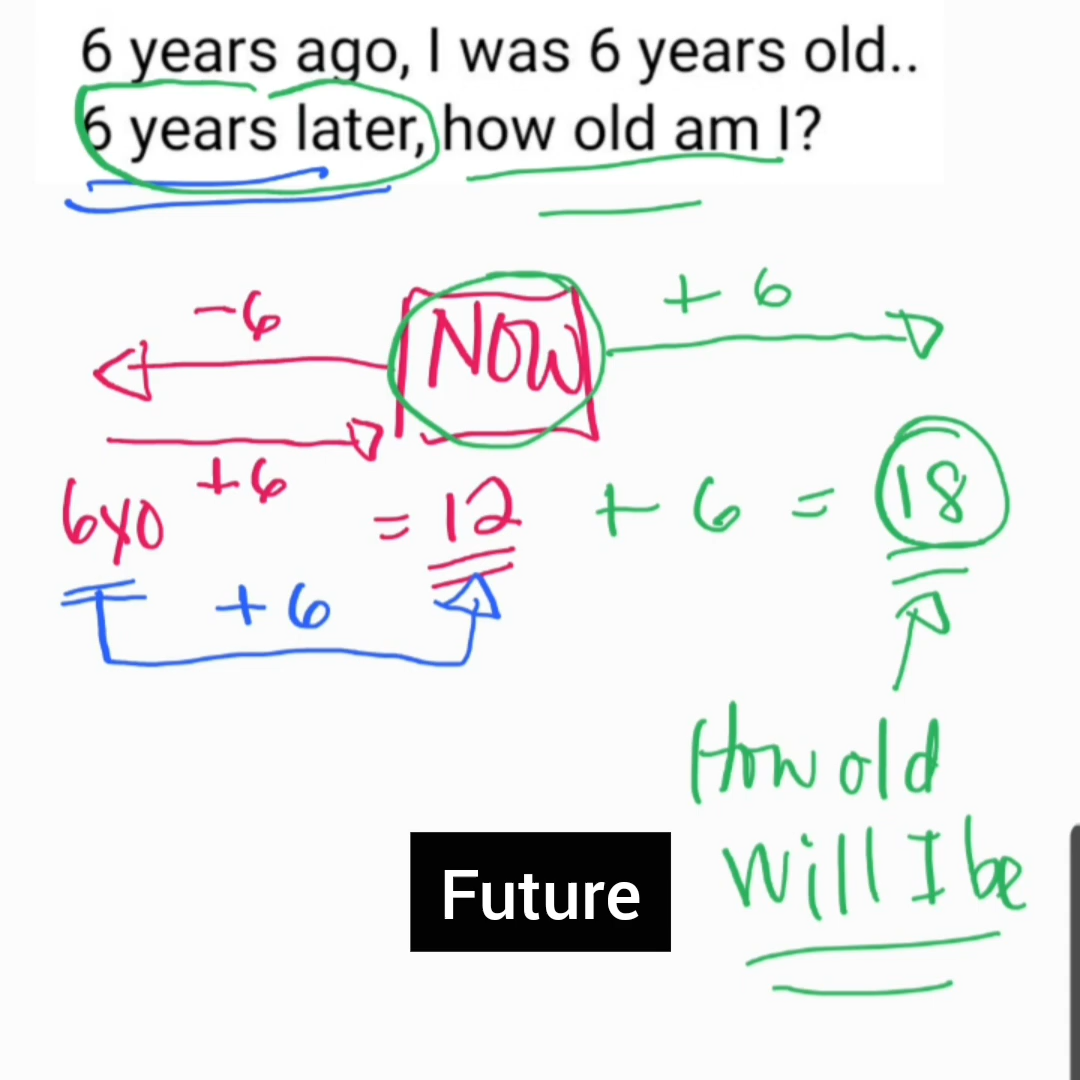 6 years ago, I was 6 years old..
6 years later, how old am I?
-6
NOW
+ 6
+6
6yo
= 12
+ 6 = 18
+ 6
How old
Will I be
Future